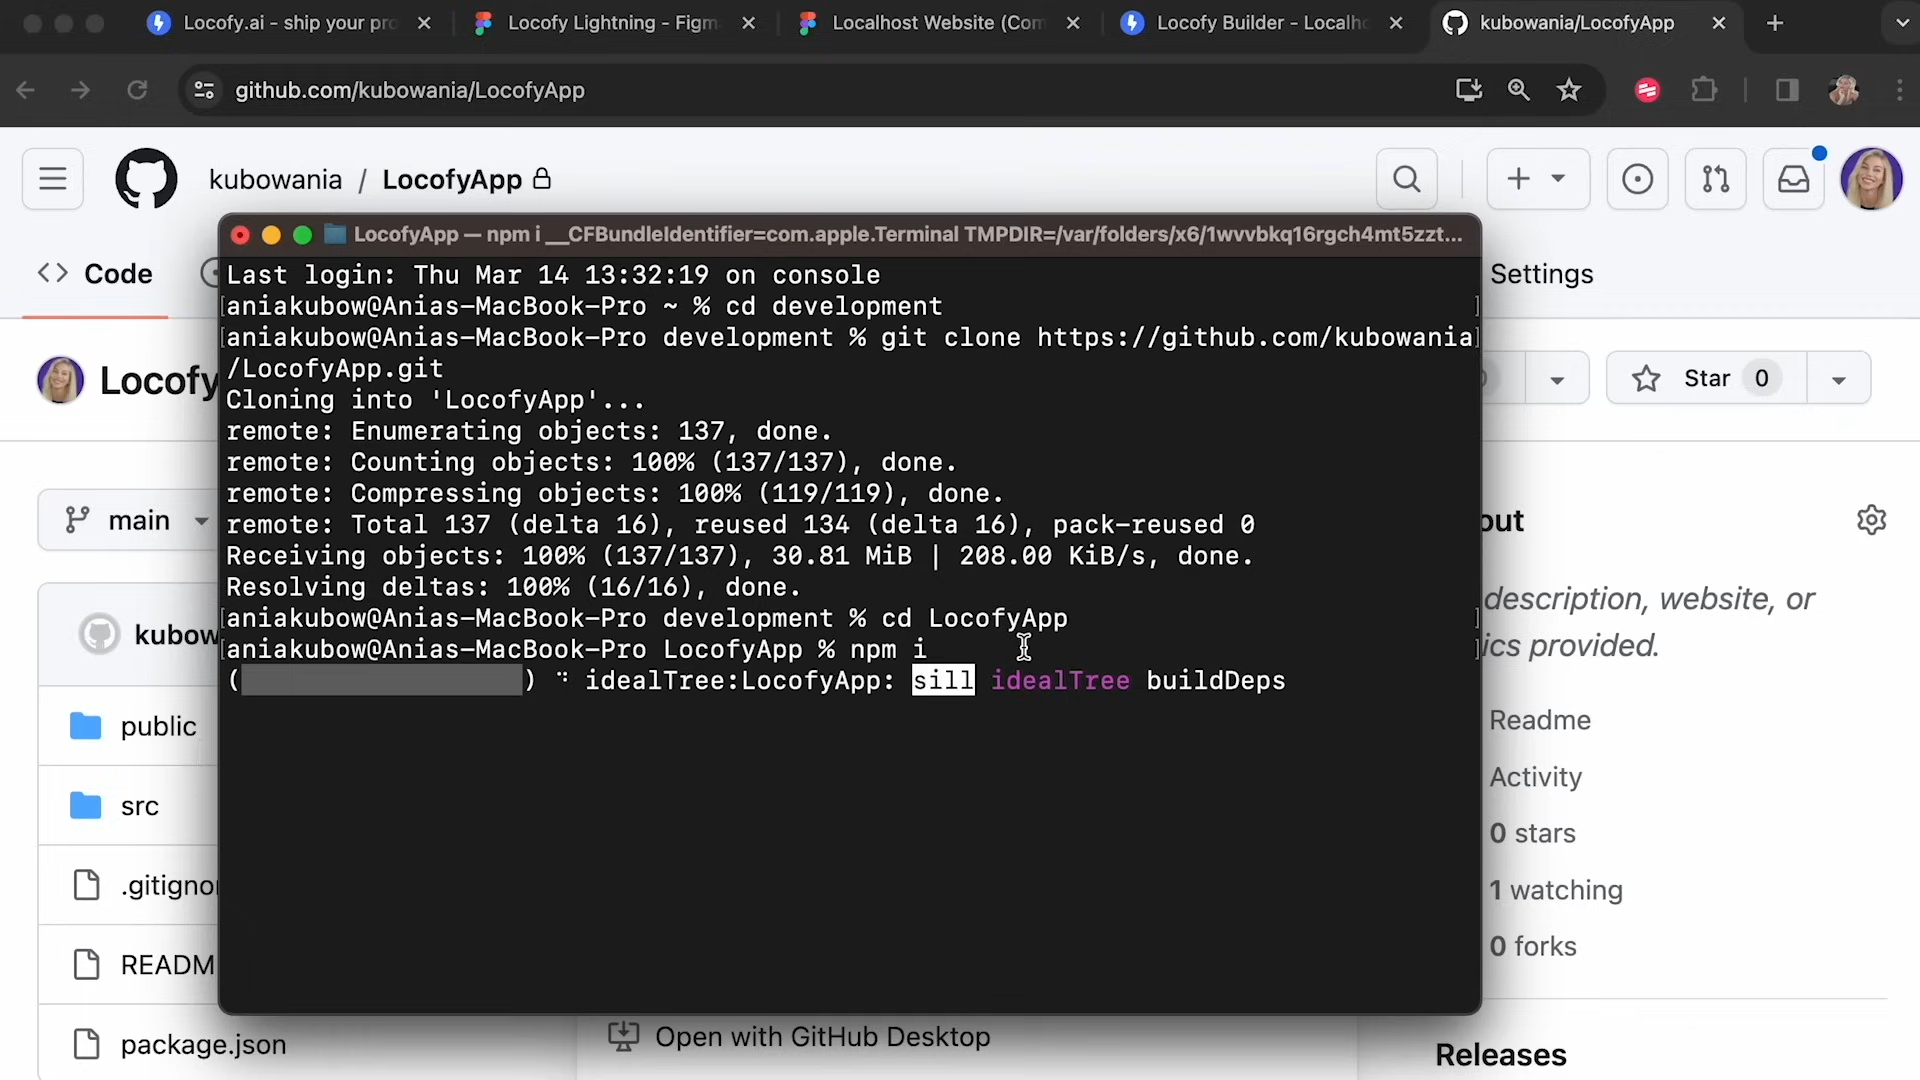 Locofy.ai - ship your pro
Locofy Lightning - Figm
Localhost Website (Com
Locofy Builder - Localho
kubowania/LocofyApp
github.com/kubowania/LocofyApp
kubowania / LocofyApp
Code
Settings
Locofy
Star 0
main
kubow
public
src
.gitignor
READM
package.json
LocofyApp — npm i __CFBundleIdentifier=com.apple.Terminal TMPDIR=/var/folders/x6/1wvvbkq16rgch4mt5zzt...
Last login: Thu Mar 14 13:32:19 on console
[aniakubow@Anias-MacBook-Pro ~ % cd development ]
[aniakubow@Anias-MacBook-Pro development % git clone https://github.com/kubowania]
/LocofyApp.git
Cloning into 'LocofyApp'...
remote: Enumerating objects: 137, done.
remote: Counting objects: 100% (137/137), done.
remote: Compressing objects: 100% (119/119), done.
remote: Total 137 (delta 16), reused 134 (delta 16), pack-reused 0
Receiving objects: 100% (137/137), 30.81 MiB | 208.00 KiB/s, done.
Resolving deltas: 100% (16/16), done.
[aniakubow@Anias-MacBook-Pro development % cd LocofyApp ]
[aniakubow@Anias-MacBook-Pro LocofyApp % npm i ]
( ) ⠙ idealTree:LocofyApp: sill idealTree buildDeps
Open with GitHub Desktop
out
description, website, or
ics provided.
Readme
Activity
0 stars
1 watching
0 forks
Releases